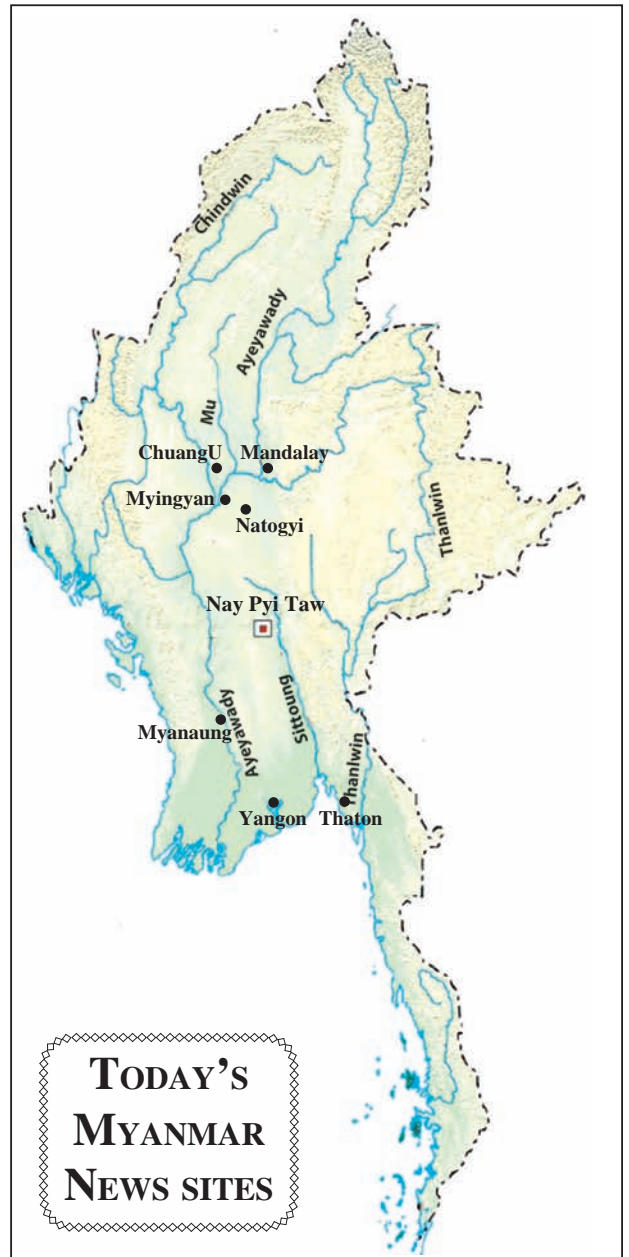 Chindwin
Ayeyawady
Mu
ChuangU
Mandalay
Myingyan
Natogyi
Thanlwin
Nay Pyi Taw
Sittoung
Myanaung
Ayeyawady
Thanlwin
Yangon
Thaton
TODAY'S
MYANMAR
NEWS SITES